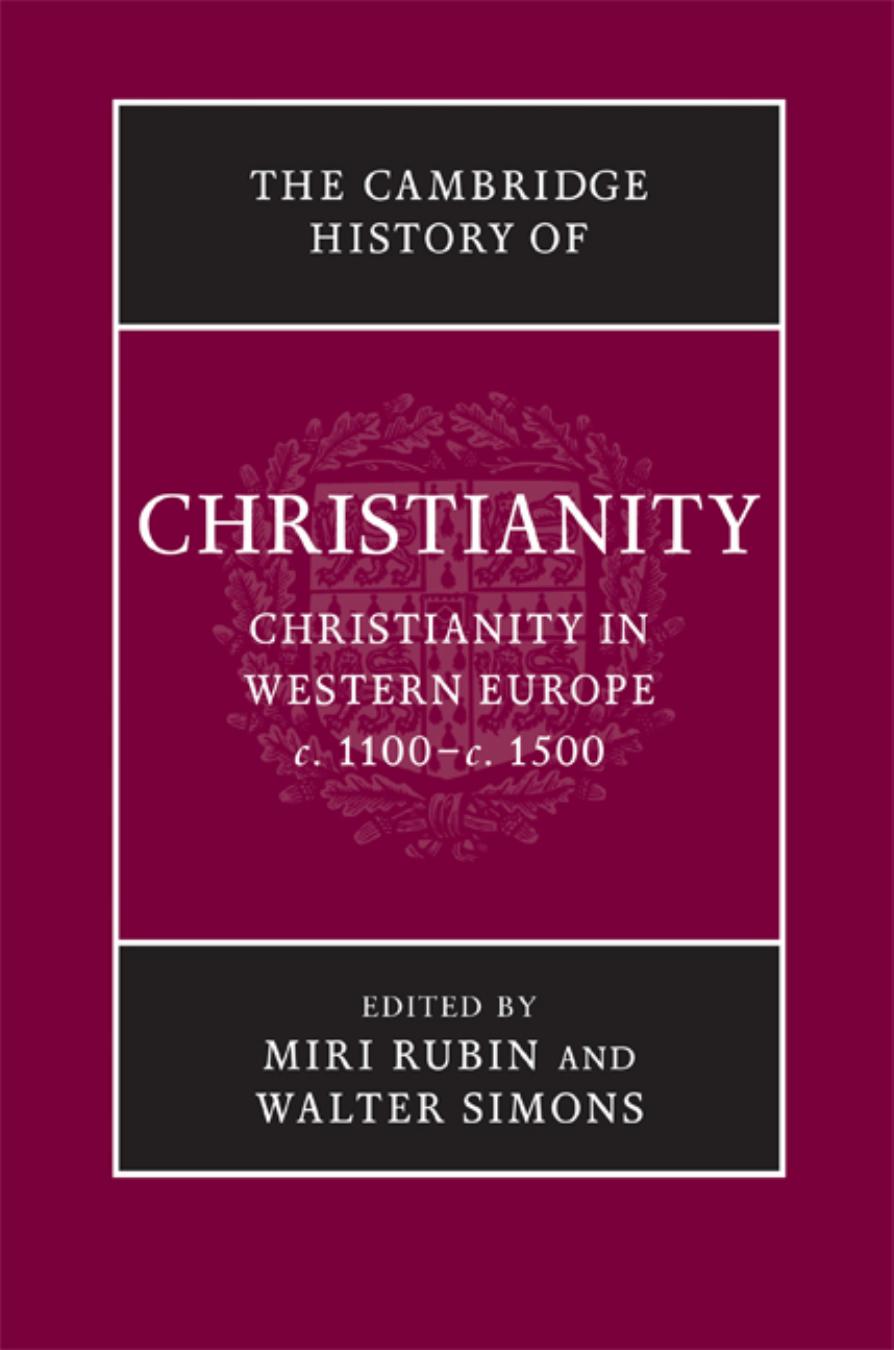 THE CAMBRIDGE
HISTORY OF
CHRISTIANITY
CHRISTIANITY IN
WESTERN EUROPE
c. 1100–c. 1500
EDITED BY
MIRI RUBIN AND
WALTER SIMONS